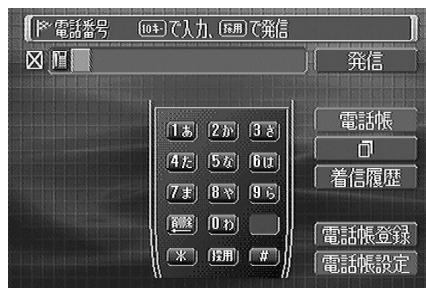 電話番号 10キーで入力、採用で発信
発信
電話帳
着信履歴
1あ 2か 3さ
4た 5な 6は
7ま 8や 9ら
削除 0わ
* 採用 #
電話帳登録
電話帳設定